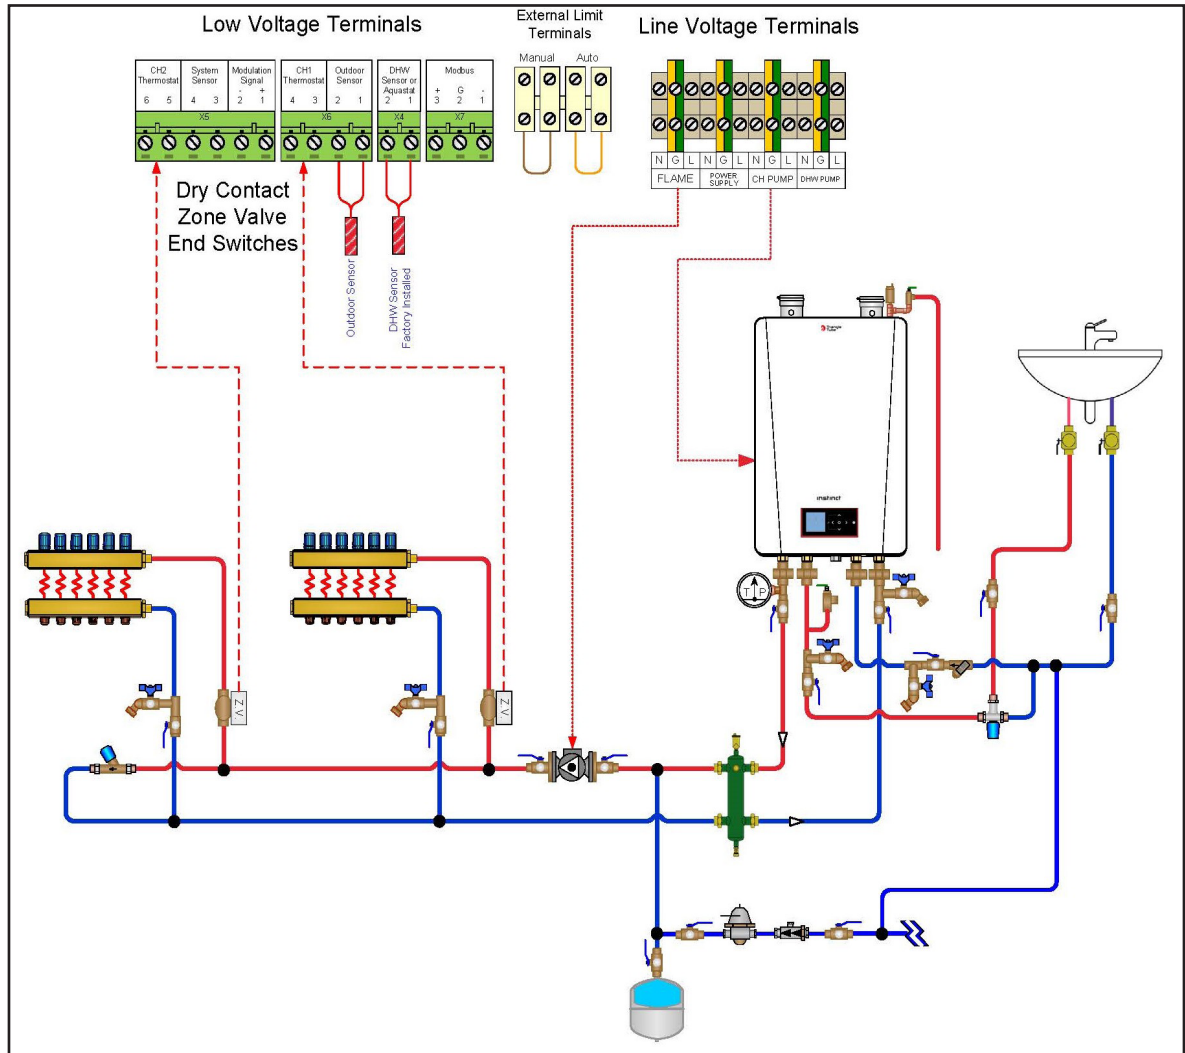 Low Voltage Terminals
External Limit
Terminals
Line Voltage Terminals
Manual
Auto
CH2
Thermostat
System
Sensor
Modulation
Signal
- +
6 5 4 3 2 1
X5
CH1
Thermostat
Outdoor
Sensor
4 3 2 1
X6
DHW
Sensor or
Aquastat
2 1
X4
Modbus
+ G -
3 2 1
X7
N G L N G L N G L N G L
FLAME
POWER
SUPPLY
CH PUMP
DHW PUMP
Dry Contact
Zone Valve
End Switches
Outdoor Sensor
DHW Sensor
Factory Installed
instinct
T P
Z.V.
Z.V.